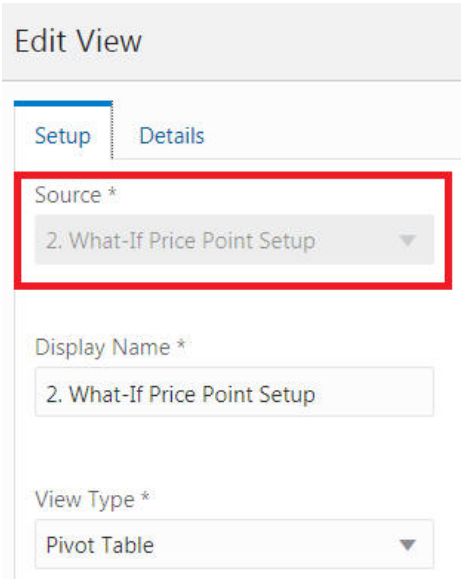 Edit View
Setup Details
Source *
2. What-If Price Point Setup
Display Name *
2. What-If Price Point Setup
View Type *
Pivot Table